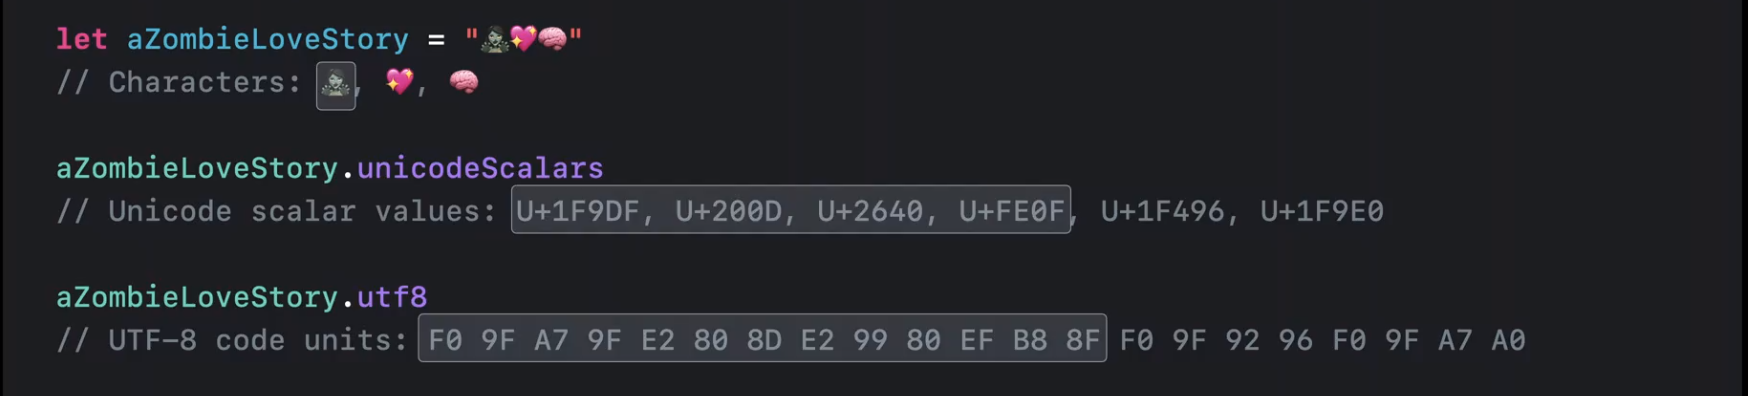 let aZombieLoveStory = "🧟‍♀️💖🧠"
// Characters: 🧟‍♀️, 💖, 🧠
aZombieLoveStory.unicodeScalars
// Unicode scalar values: U+1F9DF, U+200D, U+2640, U+FE0F, U+1F496, U+1F9E0
aZombieLoveStory.utf8
// UTF-8 code units: F0 9F A7 9F E2 80 8D E2 99 80 EF B8 8F F0 9F 92 96 F0 9F A7 A0